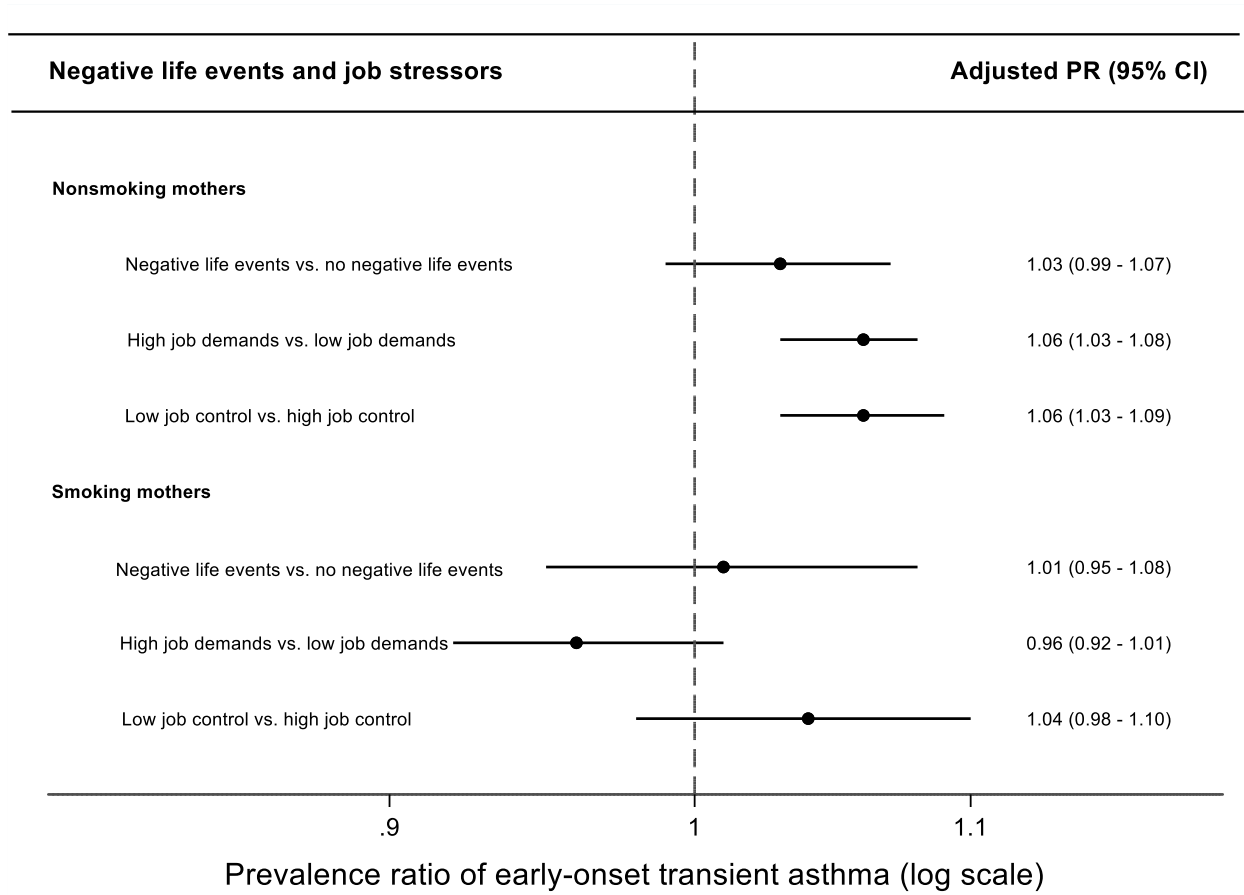 Negative life events and job stressors Adjusted PR (95% CI)
Nonsmoking mothers
Negative life events vs. no negative life events 1.03 (0.99 - 1.07)
High job demands vs. low job demands 1.06 (1.03 - 1.08)
Low job control vs. high job control 1.06 (1.03 - 1.09)
Smoking mothers
Negative life events vs. no negative life events 1.01 (0.95 - 1.08)
High job demands vs. low job demands 0.96 (0.92 - 1.01)
Low job control vs. high job control 1.04 (0.98 - 1.10)
.9 1 1.1
Prevalence ratio of early-onset transient asthma (log scale)